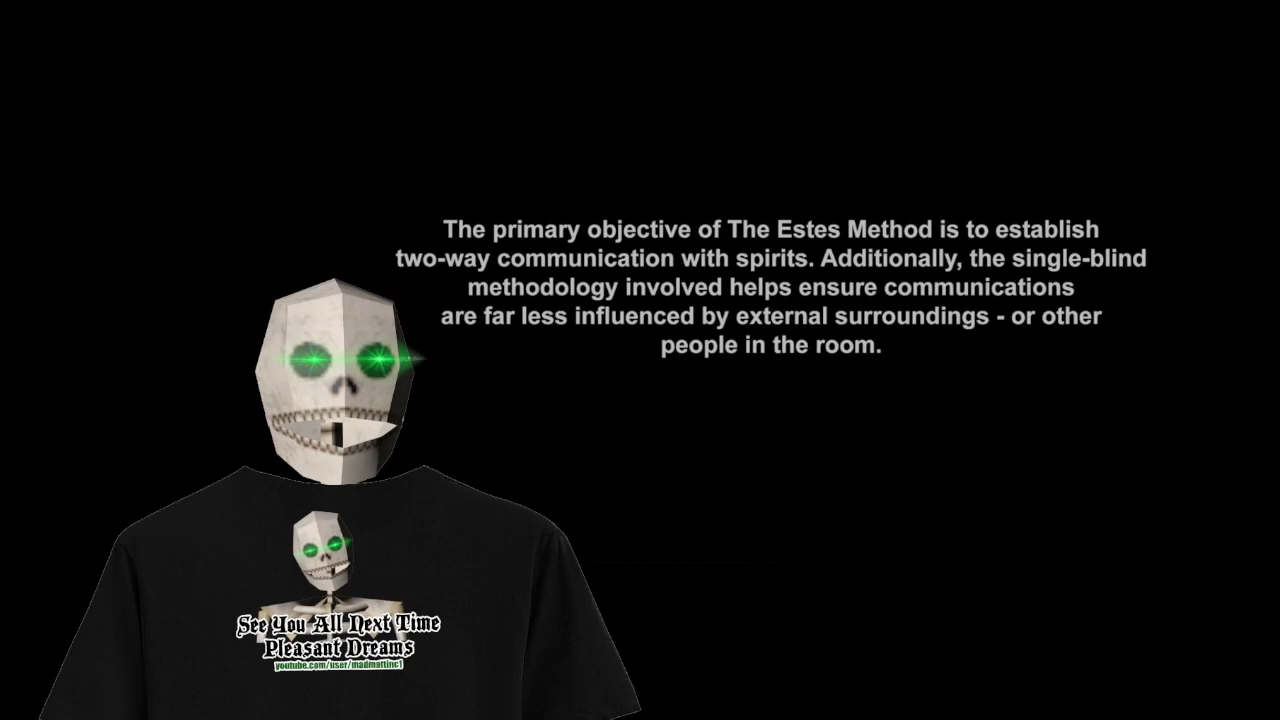 The primary objective of The Estes Method is to establish
two-way communication with spirits. Additionally, the single-blind
methodology involved helps ensure communications
are far less influenced by external surroundings - or other
people in the room.
See You All Next Time
Pleasant Dreams
youtube.com/user/madmattinc1